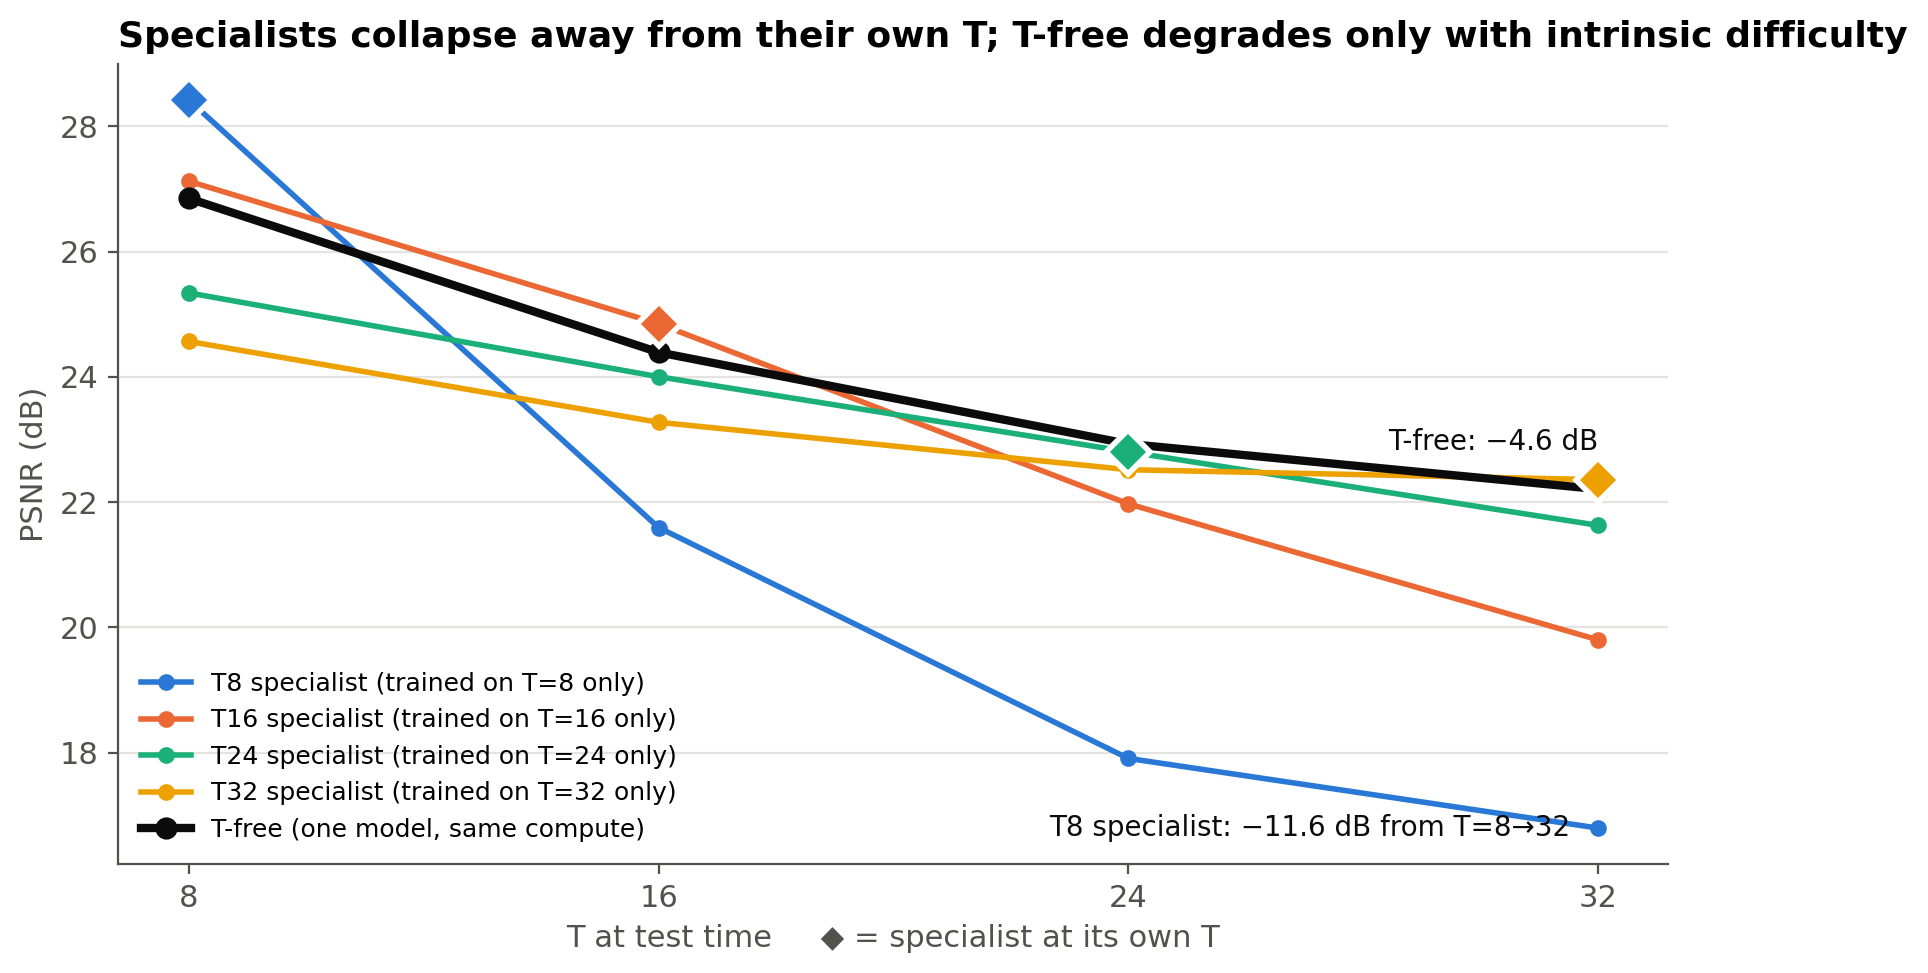 Specialists collapse away from their own T; T-free degrades only with intrinsic difficulty
PSNR (dB)
28
26
24
22
20
18
T-free: −4.6 dB
T8 specialist: −11.6 dB from T=8→32
T8 specialist (trained on T=8 only)
T16 specialist (trained on T=16 only)
T24 specialist (trained on T=24 only)
T32 specialist (trained on T=32 only)
T-free (one model, same compute)
8 16 24 32
T at test time ◆ = specialist at its own T